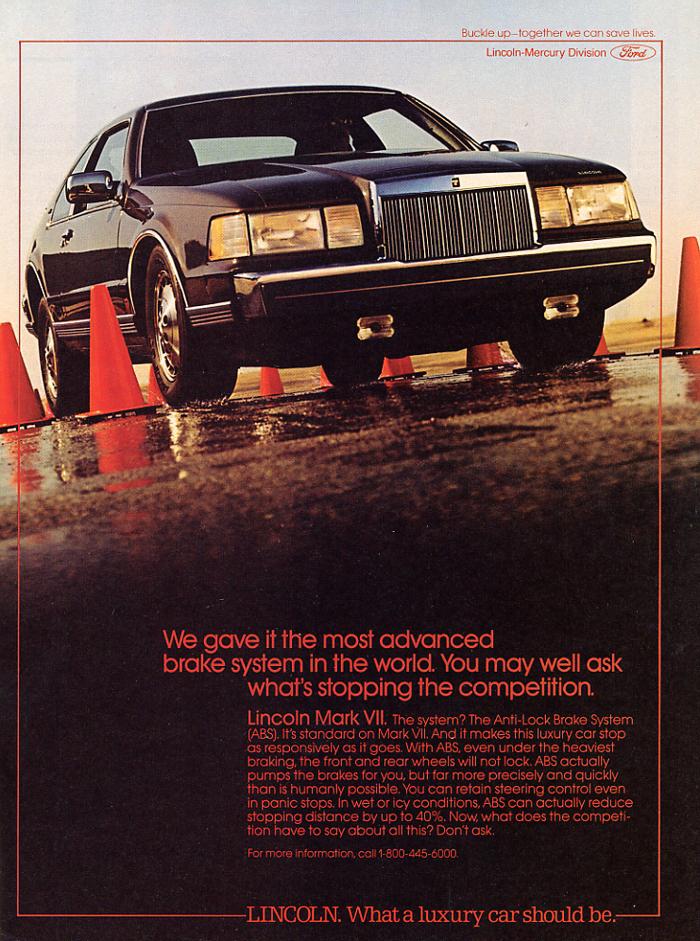 Buckle up–together we can save lives.
Lincoln-Mercury Division Ford
LINCOLN
We gave it the most advanced
brake system in the world. You may well ask
what's stopping the competition.
Lincoln Mark VII. The system? The Anti-Lock Brake System
(ABS). It's standard on Mark VII. And it makes this luxury car stop
as responsively as it goes. With ABS, even under the heaviest
braking, the front and rear wheels will not lock. ABS actually
pumps the brakes for you, but far more precisely and quickly
than is humanly possible. You can retain steering control even
in panic stops. In wet or icy conditions, ABS can actually reduce
stopping distance by up to 40%. Now, what does the competi-
tion have to say about all this? Don't ask.
For more information, call 1-800-445-6000.
LINCOLN. What a luxury car should be.